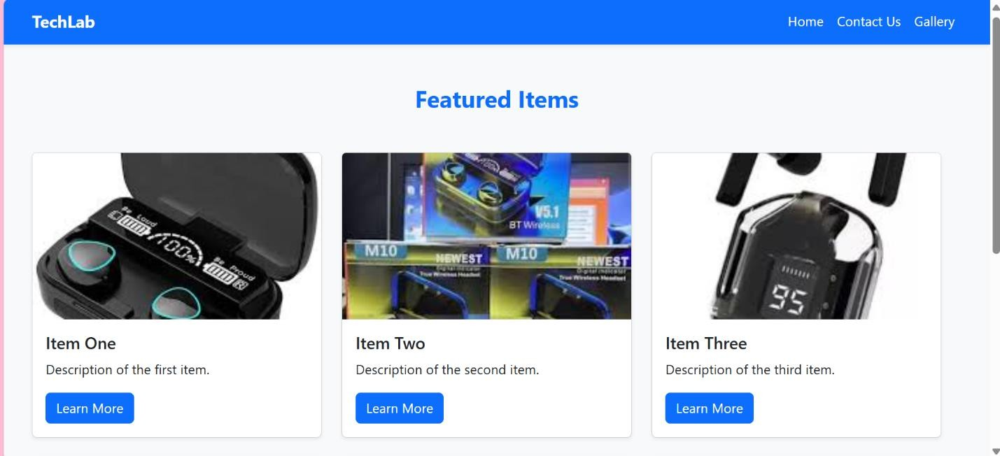 TechLab
Home Contact Us Gallery
Featured Items
Be Loud
100%
Be Proud
R
V5.1
BT Wireless
M10
NEWEST
Digital indicator
True Wireless Headset
M10
NEWEST
Digital indicator
True Wireless Headset
95
Item One
Description of the first item.
Learn More
Item Two
Description of the second item.
Learn More
Item Three
Description of the third item.
Learn More